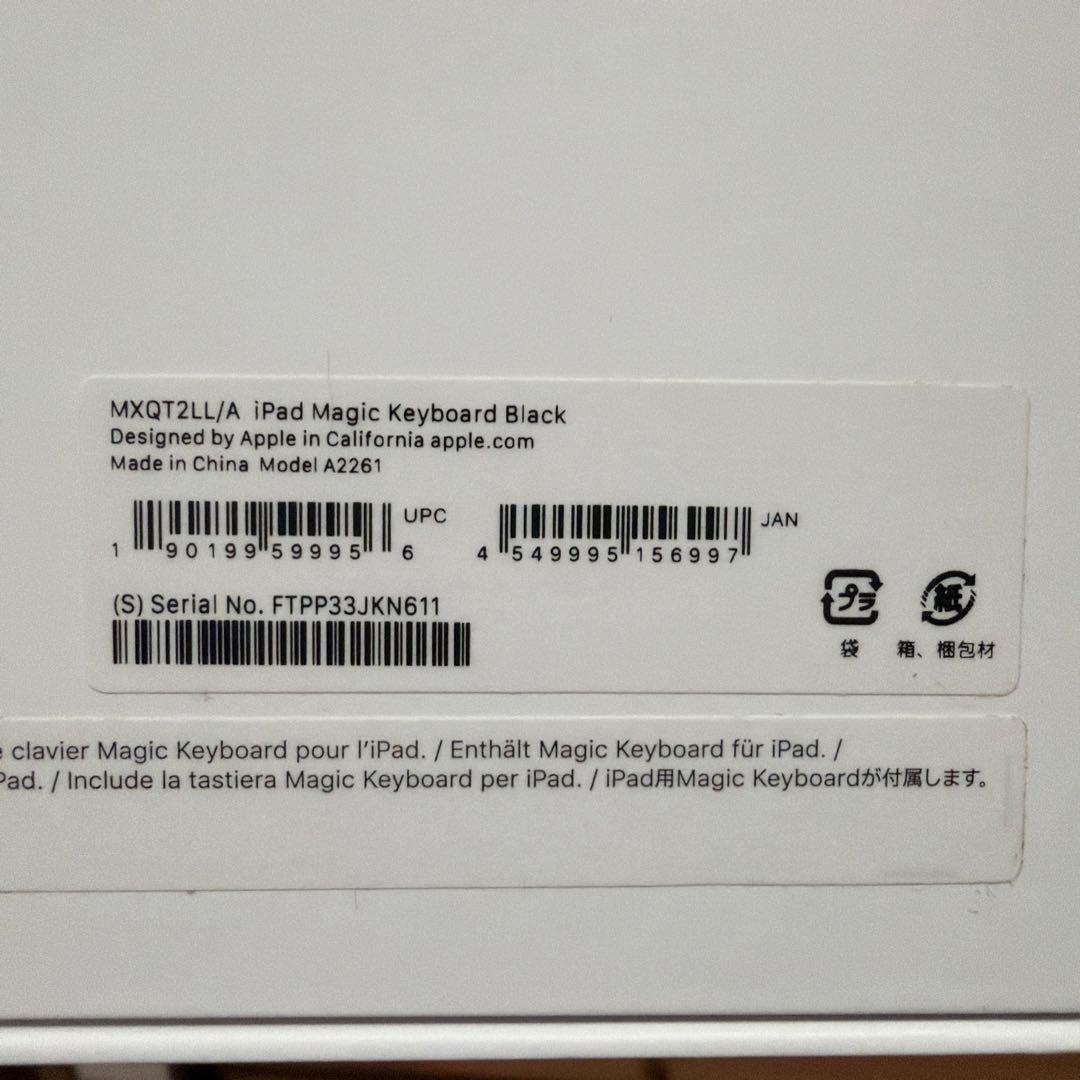 MXQT2LL/A iPad Magic Keyboard Black
Designed by Apple in California apple.com
Made in China Model A2261
UPC
1 90199 59995 6
JAN
4 549995 156997
(S) Serial No. FTPP33JKN611
プラ
紙
袋
箱、梱包材
clavier Magic Keyboard pour l’iPad. / Enthält Magic Keyboard für iPad. /
Pad. / Include la tastiera Magic Keyboard per iPad. / iPad用Magic Keyboardが付属します。